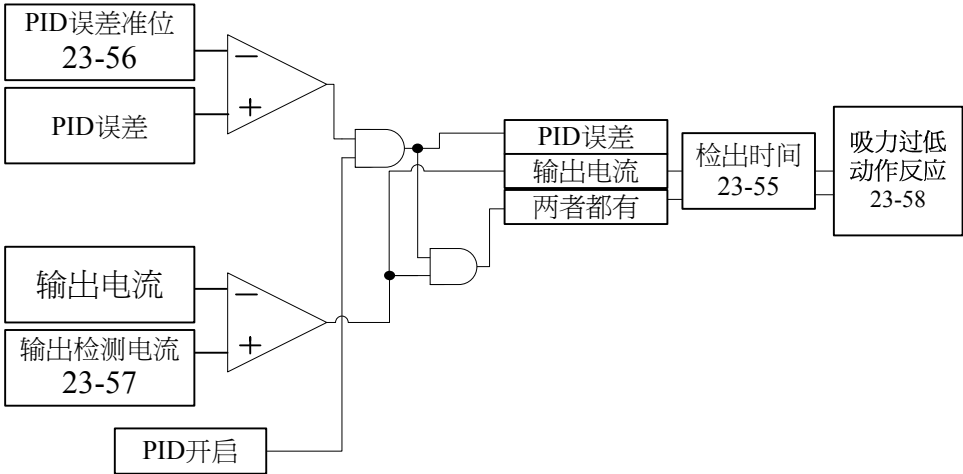 PID误差准位
23-56
PID误差
PID误差
输出电流
两者都有
检出时间
23-55
吸力过低
动作反应
23-58
输出电流
输出检测电流
23-57
PID开启